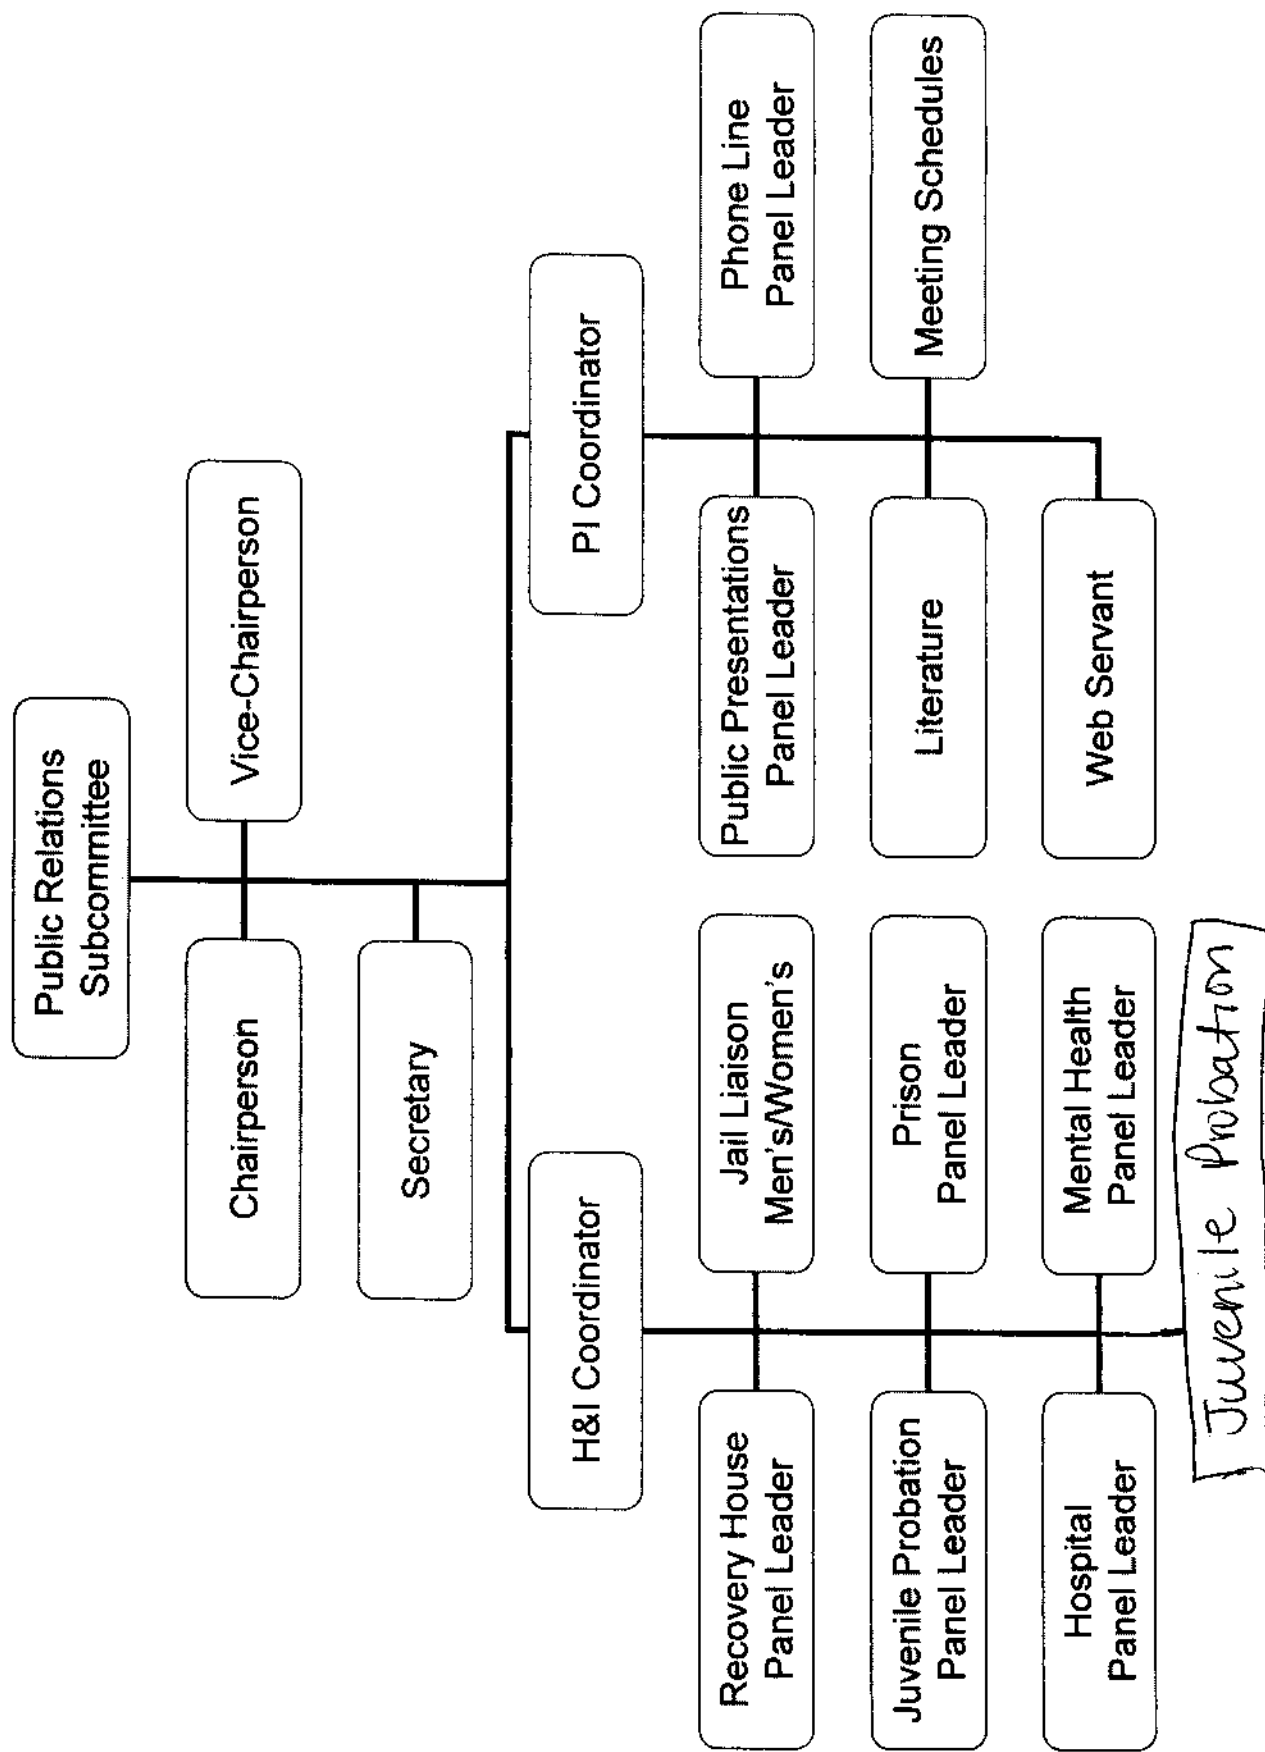 Public Relations
Subcommittee
Chairperson
Vice-Chairperson
Secretary
H&I Coordinator
PI Coordinator
Recovery House
Panel Leader
Jail Liaison
Men's/Women's
Public Presentations
Panel Leader
Phone Line
Panel Leader
Juvenile Probation
Panel Leader
Prison
Panel Leader
Literature
Meeting Schedules
Hospital
Panel Leader
Mental Health
Panel Leader
Web Servant
Juvenile Probation